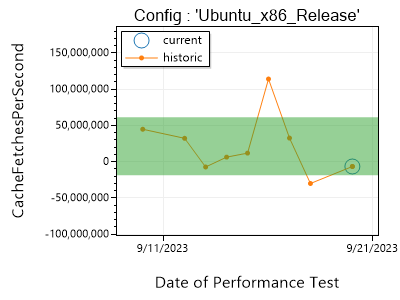 Config : 'Ubuntu_x86_Release'
current
historic
150,000,000
100,000,000
50,000,000
0
-50,000,000
-100,000,000
CacheFetchesPerSecond
9/11/2023
9/21/2023
Date of Performance Test